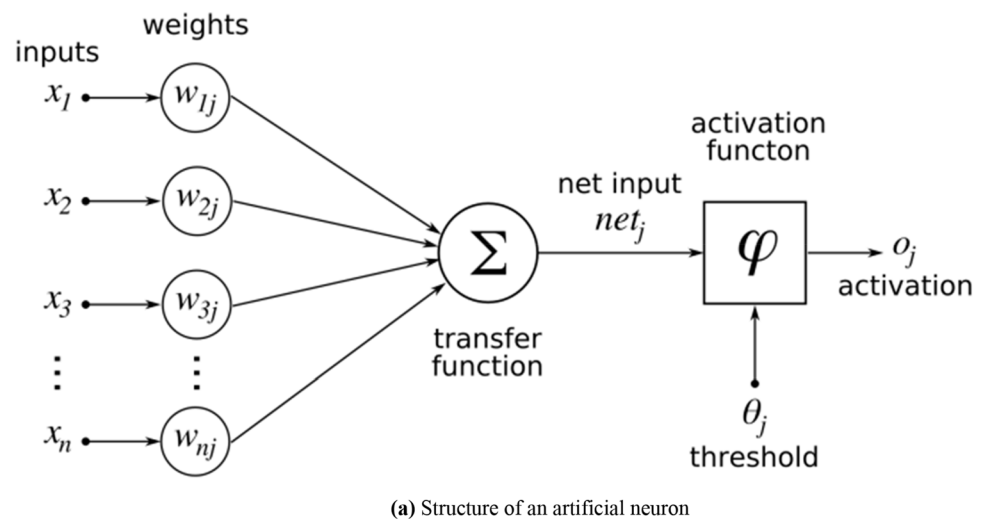 weights
inputs
x1
w1j
x2
w2j
x3
w3j
⋮ ⋮
xn
wnj
Σ
transfer
function
net input
netj
activation
functon
φ
oj
activation
θj
threshold
(a) Structure of an artificial neuron